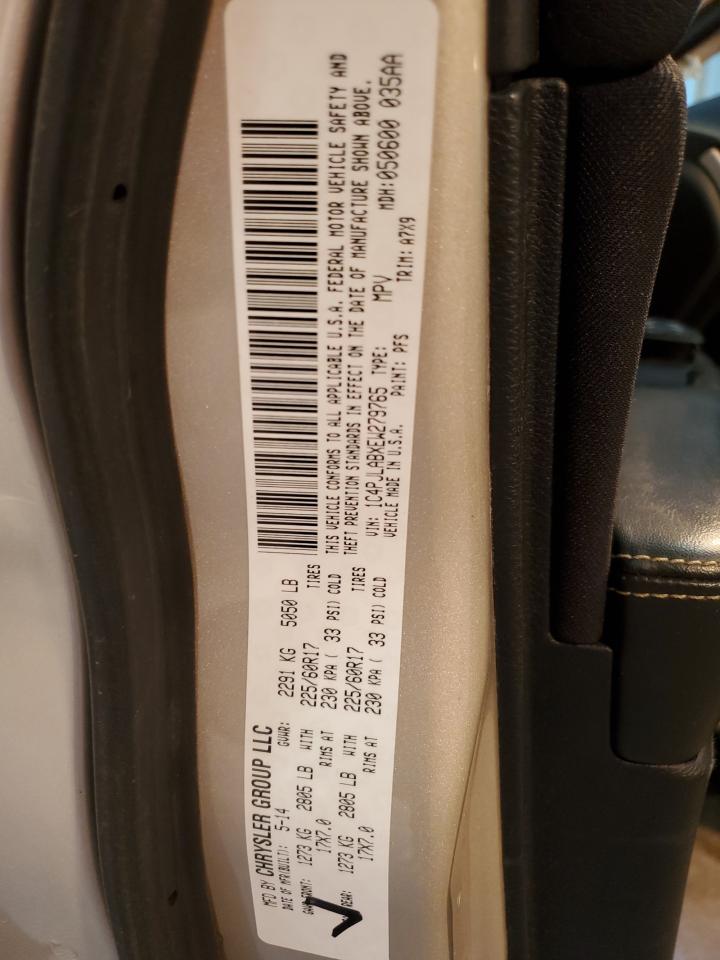 MFD BY CHRYSLER GROUP LLC
DATE OF MFR(BUILT): 5-14 GVWR: 2291 KG 5050 LB
FRONT: 1273 KG 2805 LB WITH 225/60R17 TIRES
17X7.0 RIMS AT 230 KPA ( 33 PSI) COLD
REAR: 1273 KG 2805 LB WITH 225/60R17 TIRES
17X7.0 RIMS AT 230 KPA ( 33 PSI) COLD
THIS VEHICLE CONFORMS TO ALL APPLICABLE U.S.A. FEDERAL MOTOR VEHICLE SAFETY AND
THEFT PREVENTION STANDARDS IN EFFECT ON THE DATE OF MANUFACTURE SHOWN ABOVE.
VIN: 1C4PJLABXEW279765 TYPE: MPV MDH:050600 035AA
VEHICLE MADE IN U.S.A. PAINT: PFS TRIM: A7X9